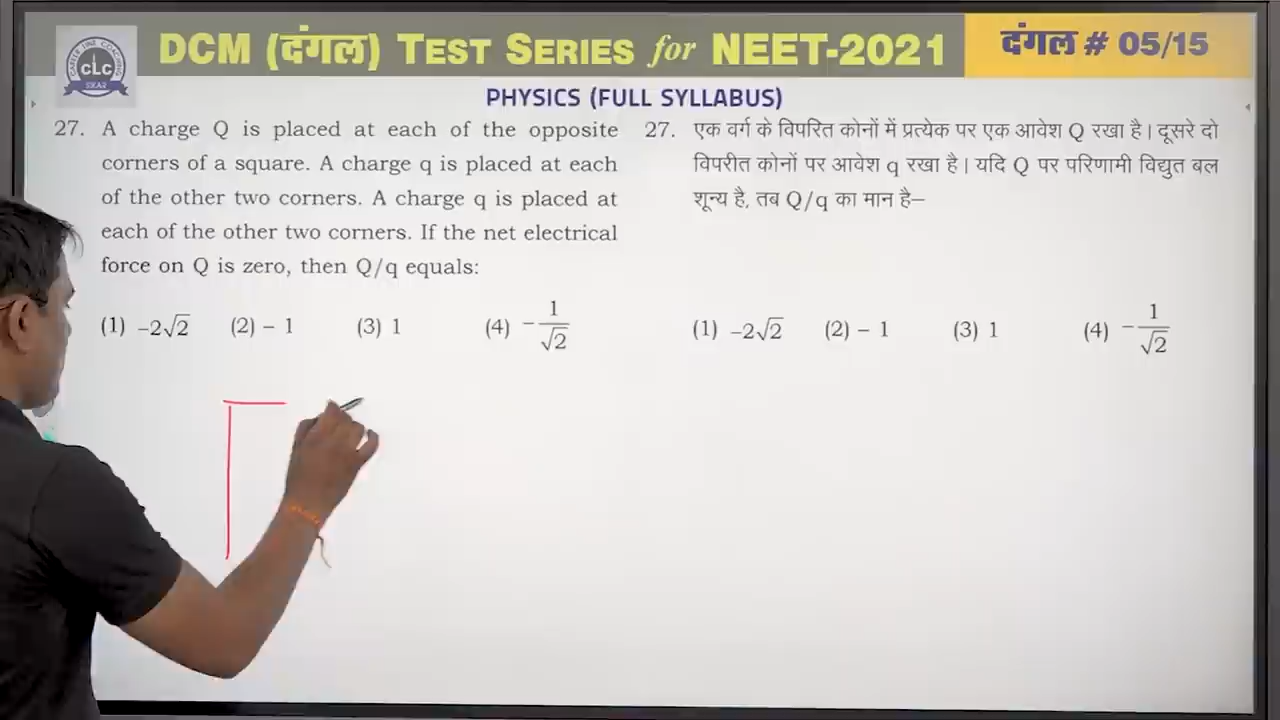 DCM (दंगल) TEST SERIES for NEET-2021
दंगल # 05/15
CLC
SIKAR
PHYSICS (FULL SYLLABUS)
27. A charge Q is placed at each of the opposite
corners of a square. A charge q is placed at each
of the other two corners. A charge q is placed at
each of the other two corners. If the net electrical
force on Q is zero, then Q/q equals:
(1) –2√2 (2) – 1 (3) 1 (4) –1/√2
27. एक वर्ग के विपरित कोनों में प्रत्येक पर एक आवेश Q रखा है। दूसरे दो
विपरीत कोनों पर आवेश q रखा है। यदि Q पर परिणामी विद्युत बल
शून्य है, तब Q/q का मान है–
(1) –2√2 (2) – 1 (3) 1 (4) –1/√2